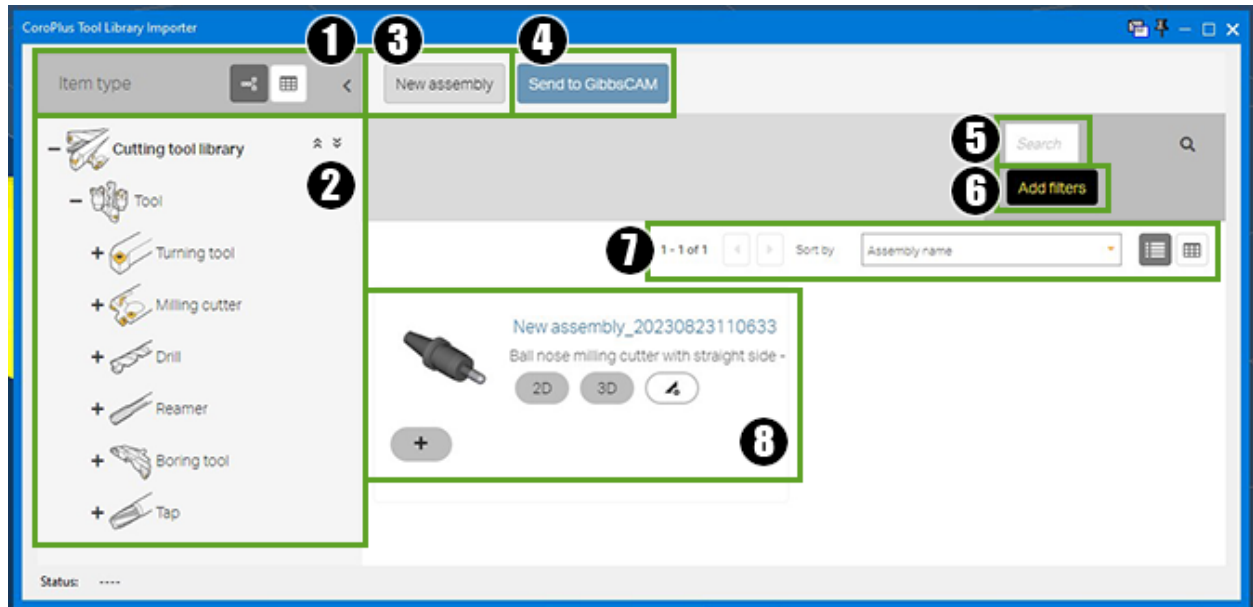 CoroPlus Tool Library Importer
1
3
4
Item type
New assembly
Send to GibbsCAM
5
Search
Cutting tool library
2
6
Add filters
Tool
7
1 - 1 of 1
Sort by
Assembly name
Turning tool
Milling cutter
New assembly_20230823110633
Ball nose milling cutter with straight side -
Drill
2D
3D
Reamer
+
8
Boring tool
Tap
Status: ----